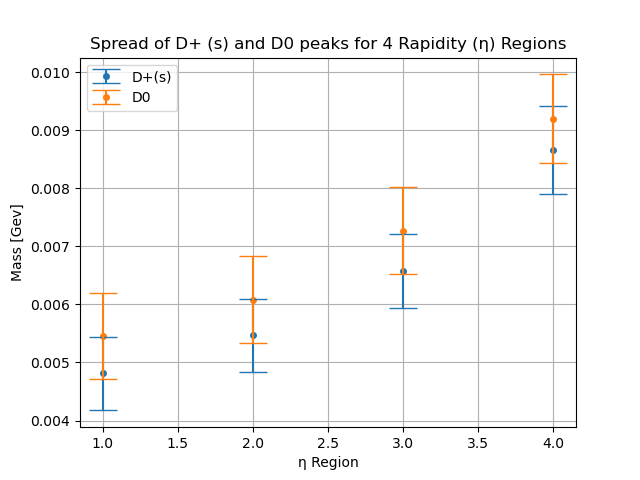 Spread of D+ (s) and D0 peaks for 4 Rapidity (η) Regions
D+(s)
D0
0.010
0.009
0.008
0.007
0.006
0.005
0.004
Mass [Gev]
1.0 1.5 2.0 2.5 3.0 3.5 4.0
η Region